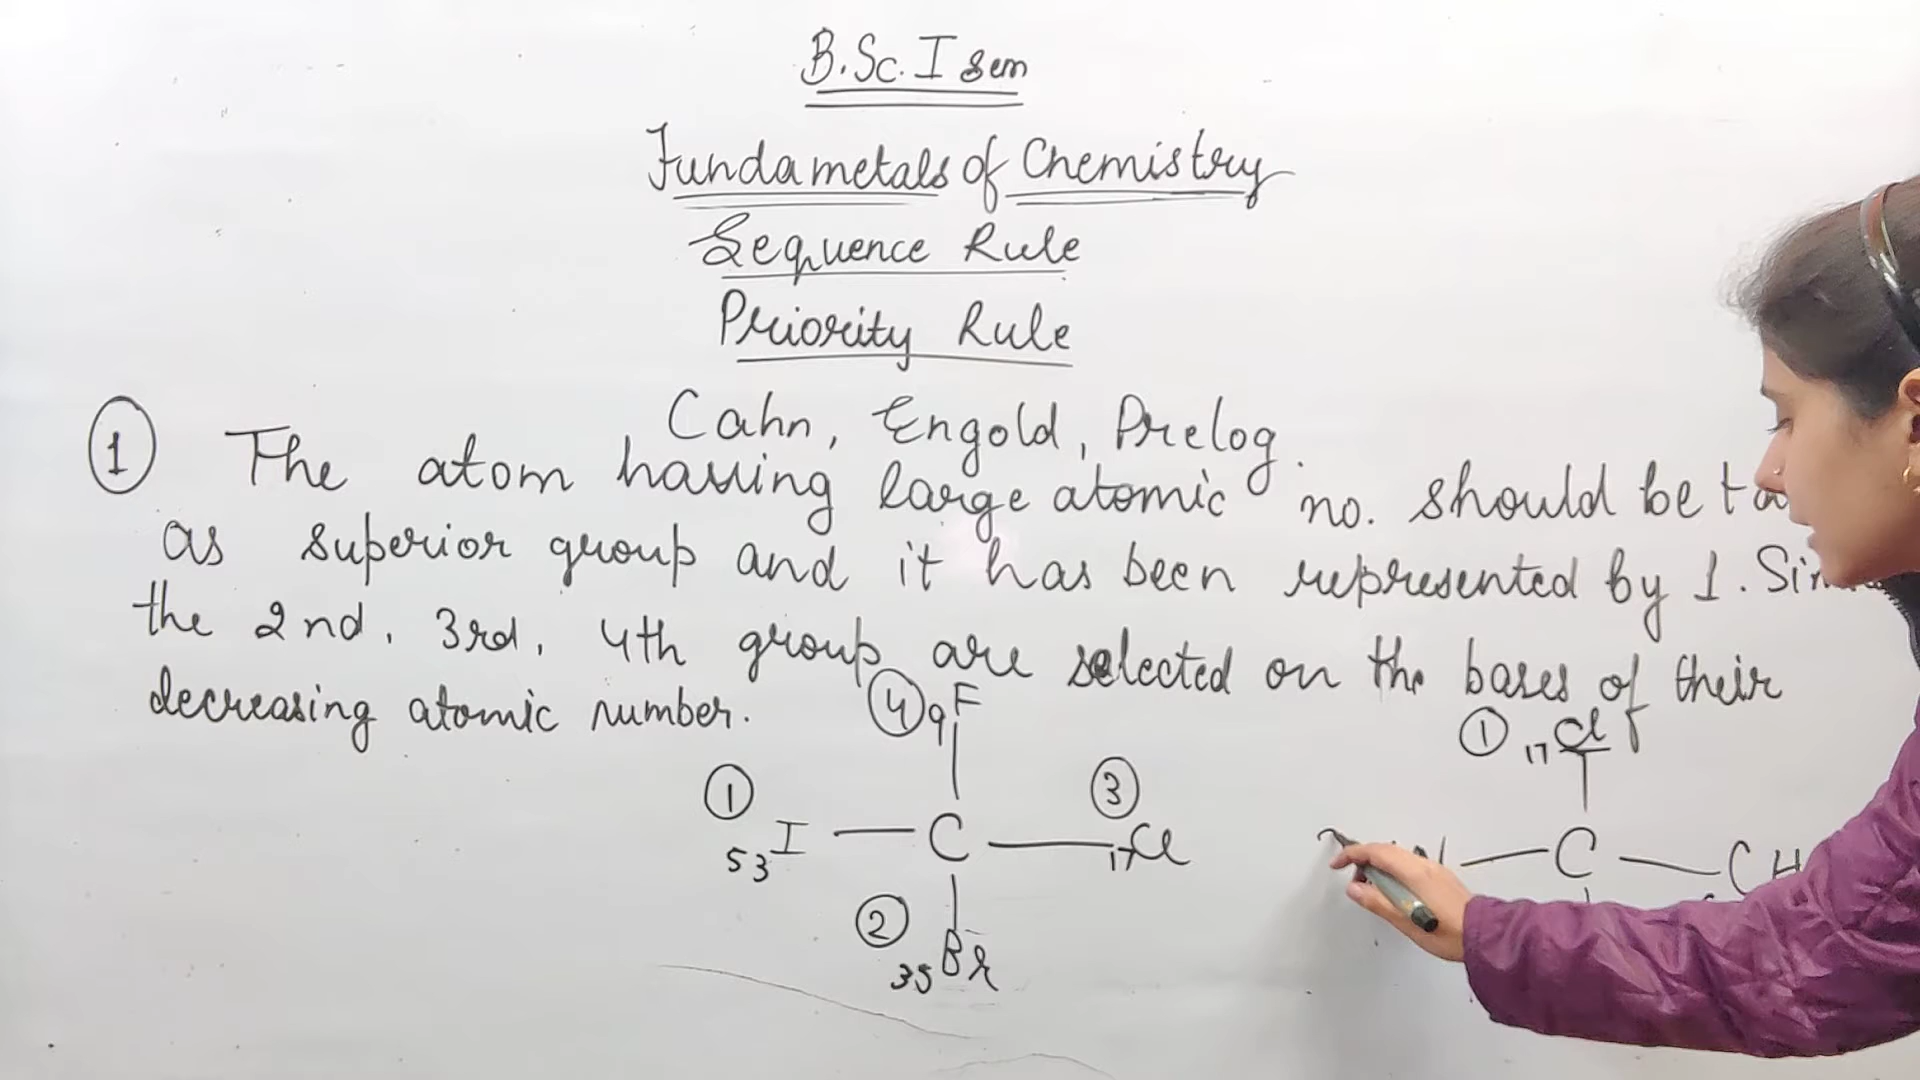 B.Sc. I sem
Fundametals of Chemistry
Sequence Rule
Priority Rule
Cahn, Engold, Prelog.
1 The atom having large atomic no. should be
as superior group and it has been represented by 1.
the 2nd, 3rd, 4th group are selected on the bases of their
decreasing atomic number.
4 9F
1 17Cl
1 3
53I — C — 17Cl
N — C — CH
2
35Br